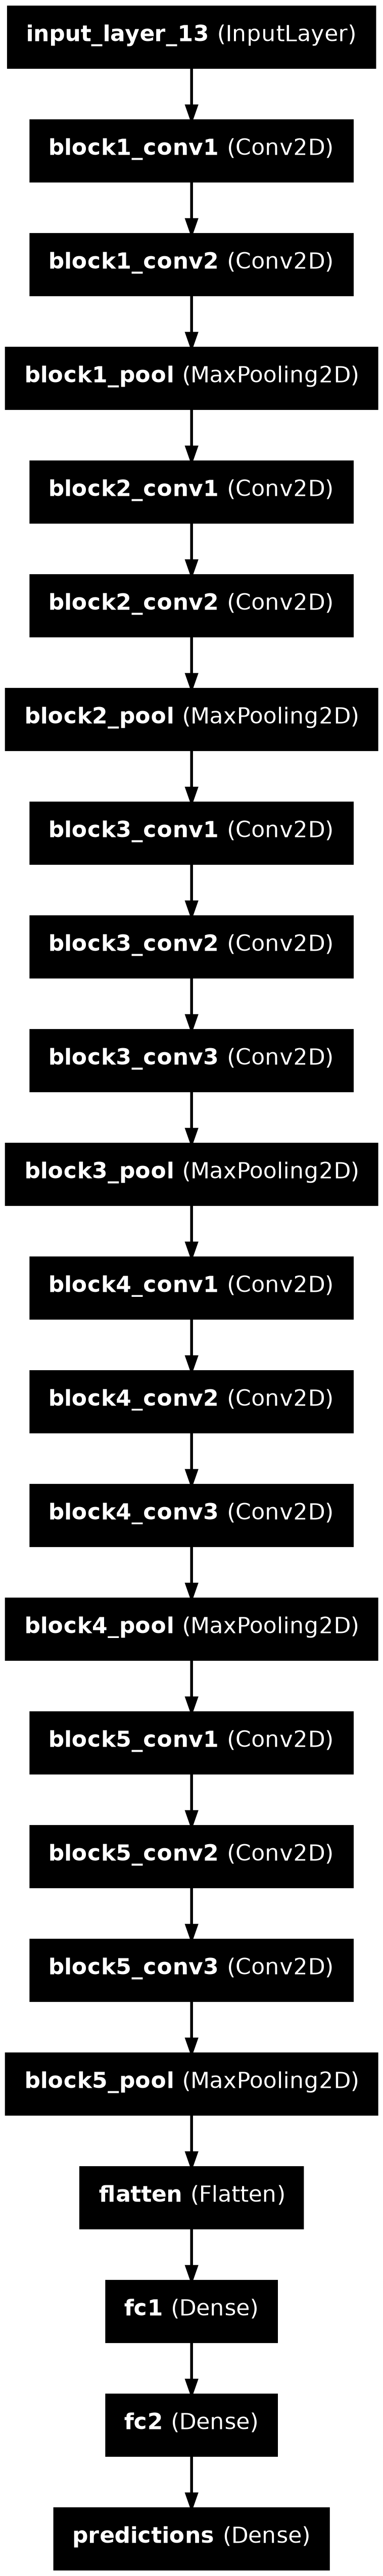 input_layer_13 (InputLayer)
block1_conv1 (Conv2D)
block1_conv2 (Conv2D)
block1_pool (MaxPooling2D)
block2_conv1 (Conv2D)
block2_conv2 (Conv2D)
block2_pool (MaxPooling2D)
block3_conv1 (Conv2D)
block3_conv2 (Conv2D)
block3_conv3 (Conv2D)
block3_pool (MaxPooling2D)
block4_conv1 (Conv2D)
block4_conv2 (Conv2D)
block4_conv3 (Conv2D)
block4_pool (MaxPooling2D)
block5_conv1 (Conv2D)
block5_conv2 (Conv2D)
block5_conv3 (Conv2D)
block5_pool (MaxPooling2D)
flatten (Flatten)
fc1 (Dense)
fc2 (Dense)
predictions (Dense)